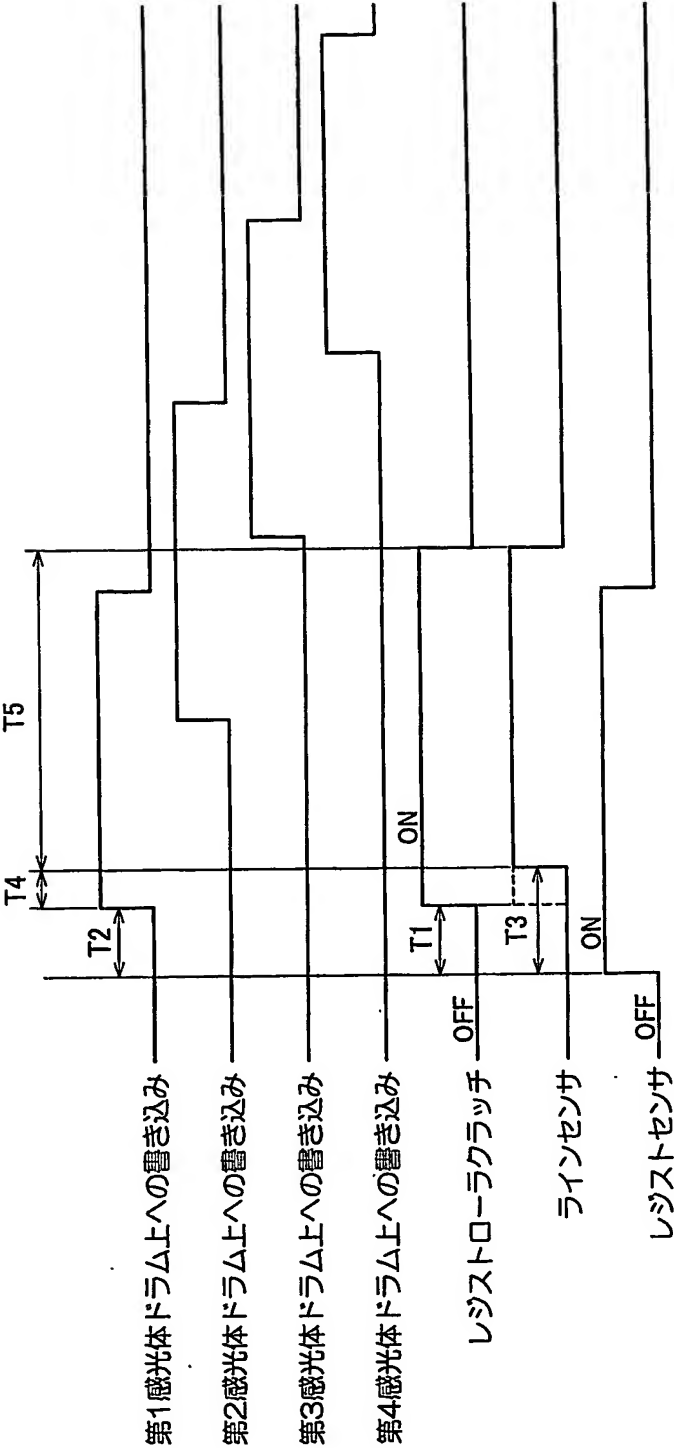 T4
T5
第1感光体ドラム上への書き込み
T2
第2感光体ドラム上への書き込み
第3感光体ドラム上への書き込み
第4感光体ドラム上への書き込み
レジストローラクラッチ
OFF
T1
ON
ラインセンサ
T3
レジストセンサ
OFF
ON